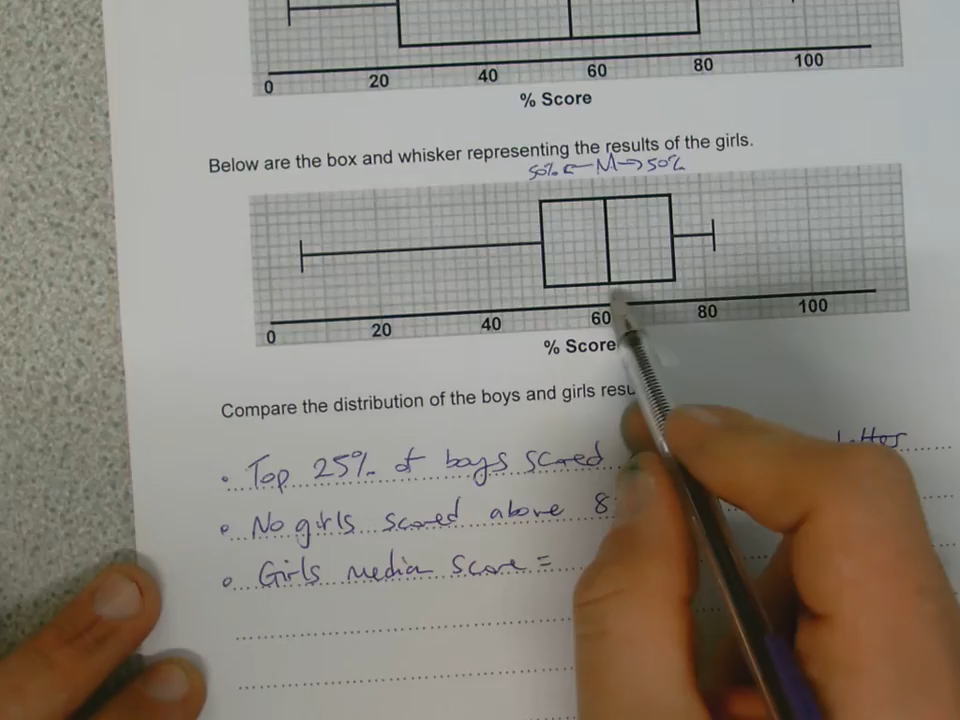 0 20 40 60 80 100
% Score
Below are the box and whisker representing the results of the girls.
50% ← M → 50%
0 20 40 60 80 100
% Score
Compare the distribution of the boys and girls
• Top 25% of boys scored
• No girls scored above 8
• Girls median score =